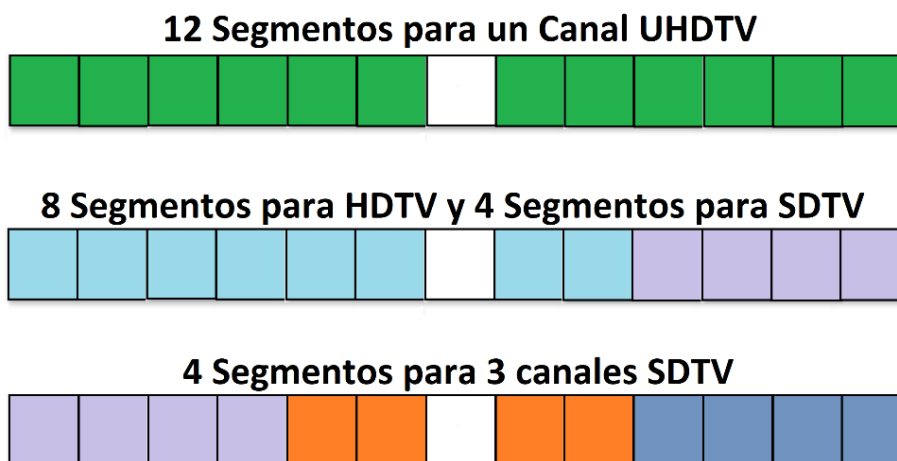 12 Segmentos para un Canal UHDTV
8 Segmentos para HDTV y 4 Segmentos para SDTV
4 Segmentos para 3 canales SDTV